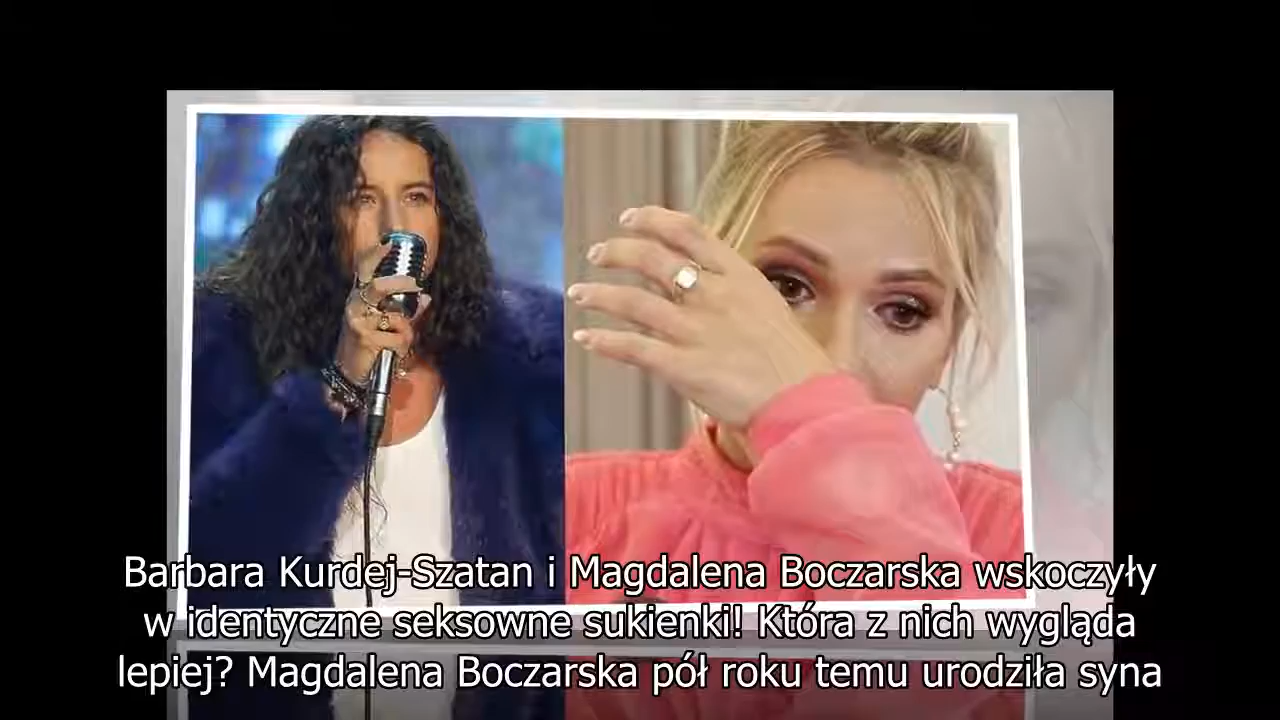 Barbara Kurdej-Szatan i Magdalena Boczarska wskoczyły
w identyczne seksowne sukienki! Która z nich wygląda
lepiej? Magdalena Boczarska pół roku temu urodziła syna